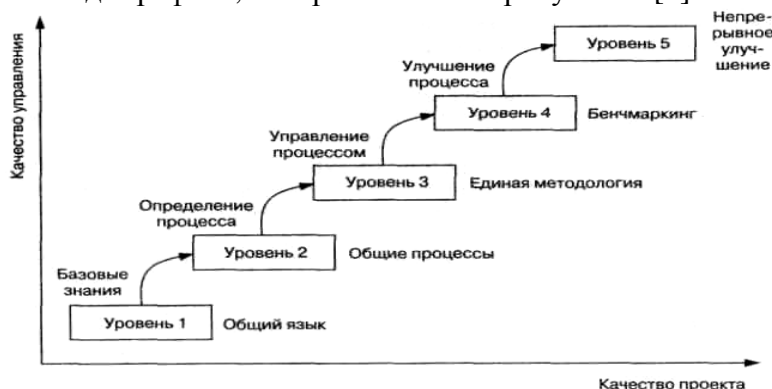 Непре-
рывное
улуч-
шение
Уровень 5
Улучшение
процесса
Уровень 4
Бенчмаркинг
Управление
процессом
Уровень 3
Единая методология
Определение
процесса
Уровень 2
Общие процессы
Базовые
знания
Уровень 1
Общий язык
Качество управления
Качество проекта